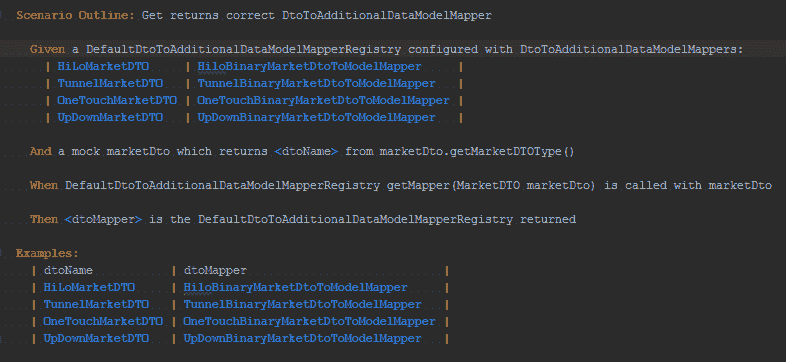 Scenario Outline: Get returns correct DtoToAdditionalDataModelMapper
Given a DefaultDtoToAdditionalDataModelMapperRegistry configured with DtoToAdditionalDataModelMappers:
| HiLoMarketDTO | HiloBinaryMarketDtoToModelMapper |
| TunnelMarketDTO | TunnelBinaryMarketDtoToModelMapper |
| OneTouchMarketDTO | OneTouchBinaryMarketDtoToModelMapper |
| UpDownMarketDTO | UpDownBinaryMarketDtoToModelMapper |
And a mock marketDto which returns <dtoName> from marketDto.getMarketDTOType()
When DefaultDtoToAdditionalDataModelMapperRegistry getMapper(MarketDTO marketDto) is called with marketDto
Then <dtoMapper> is the DefaultDtoToAdditionalDataModelMapperRegistry returned
Examples:
| dtoName | dtoMapper |
| HiLoMarketDTO | HiloBinaryMarketDtoToModelMapper |
| TunnelMarketDTO | TunnelBinaryMarketDtoToModelMapper |
| OneTouchMarketDTO | OneTouchBinaryMarketDtoToModelMapper |
| UpDownMarketDTO | UpDownBinaryMarketDtoToModelMapper |